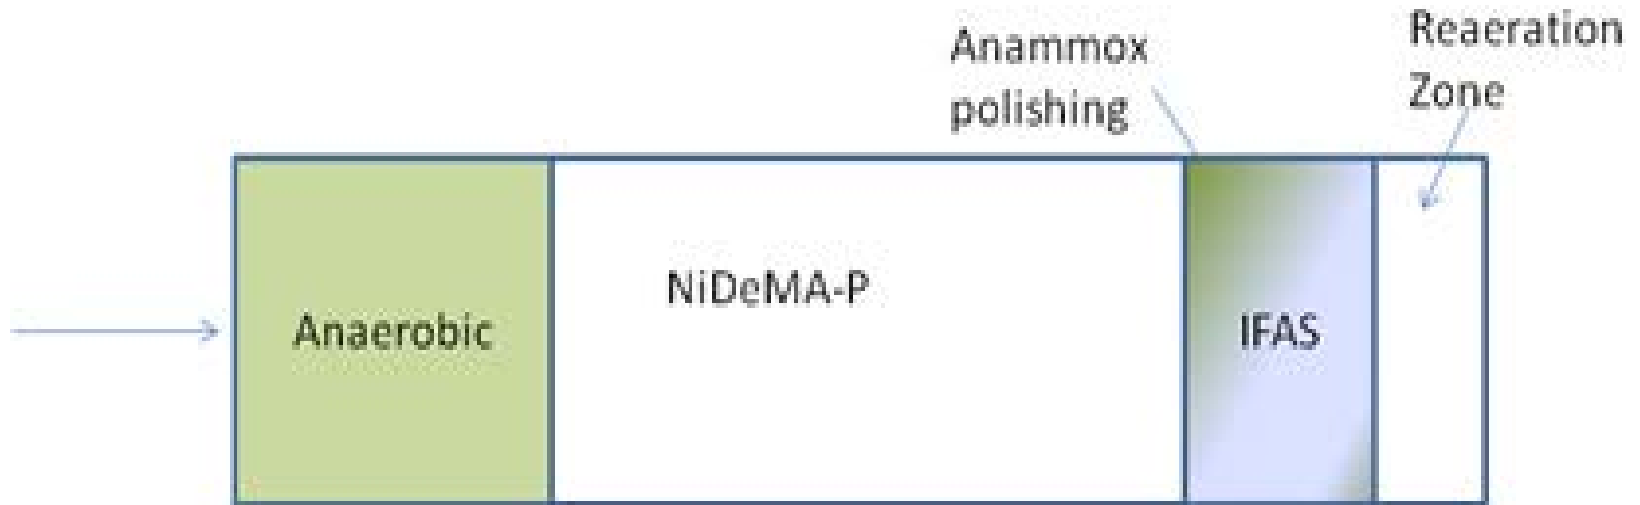 Anammox
polishing
Reaeration
Zone
Anaerobic
NiDeMA-P
IFAS